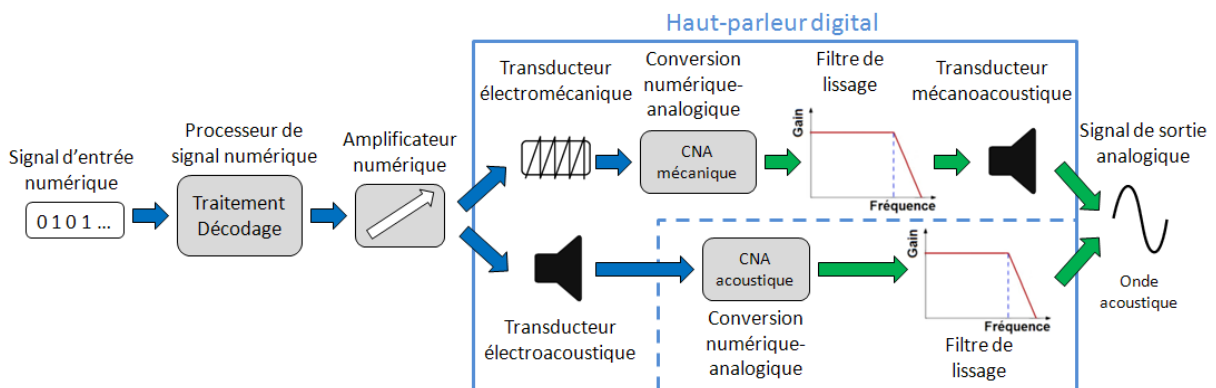 Haut-parleur digital
Signal d'entrée
numérique
0 1 0 1 ...
Processeur de
signal numérique
Traitement
Décodage
Amplificateur
numérique
Transducteur
électromécanique
Conversion
numérique-
analogique
CNA
mécanique
Filtre de
lissage
Gain
Fréquence
Transducteur
mécanoacoustique
Signal de sortie
analogique
Onde
acoustique
Transducteur
électroacoustique
CNA
acoustique
Conversion
numérique-
analogique
Gain
Fréquence
Filtre de
lissage